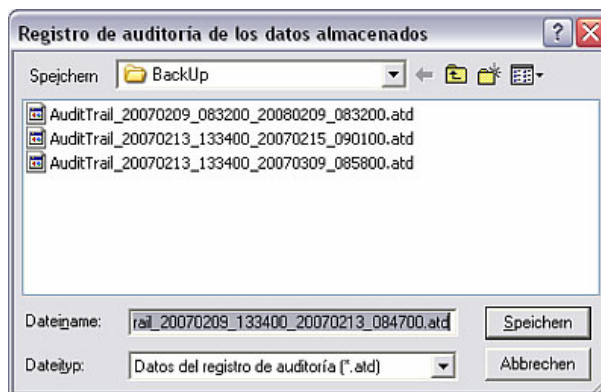 Registro de auditoría de los datos almacenados
Speichern BackUp
AuditTrail_20070209_083200_20080209_083200.atd
AuditTrail_20070213_133400_20070215_090100.atd
AuditTrail_20070213_133400_20070309_085800.atd
Dateiname: rail_20070209_133400_20070213_084700.atd Speichern
Dateityp: Datos del registro de auditoría (*.atd) Abbrechen